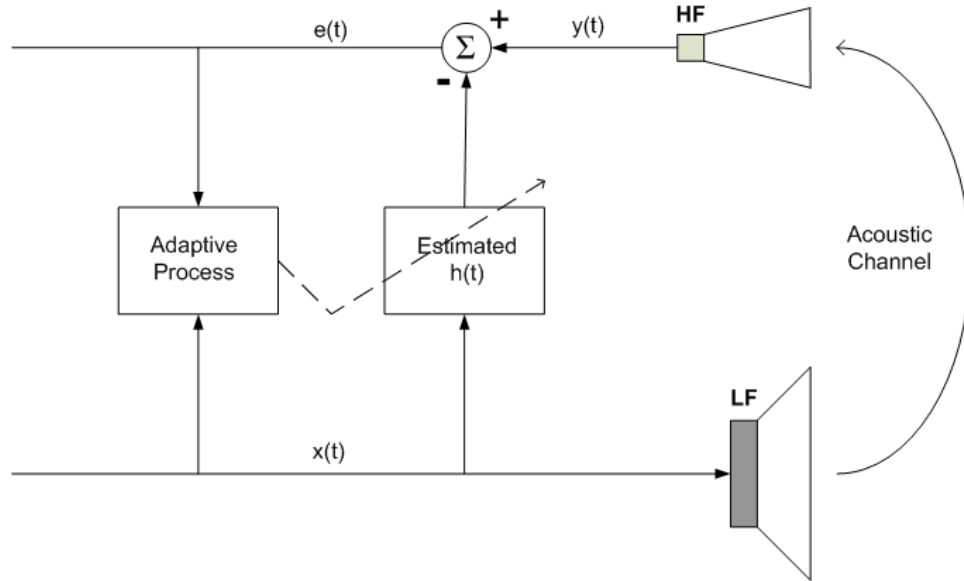 HF
e(t)
+
y(t)
Σ
-
Adaptive
Process
Estimated
h(t)
Acoustic
Channel
LF
x(t)